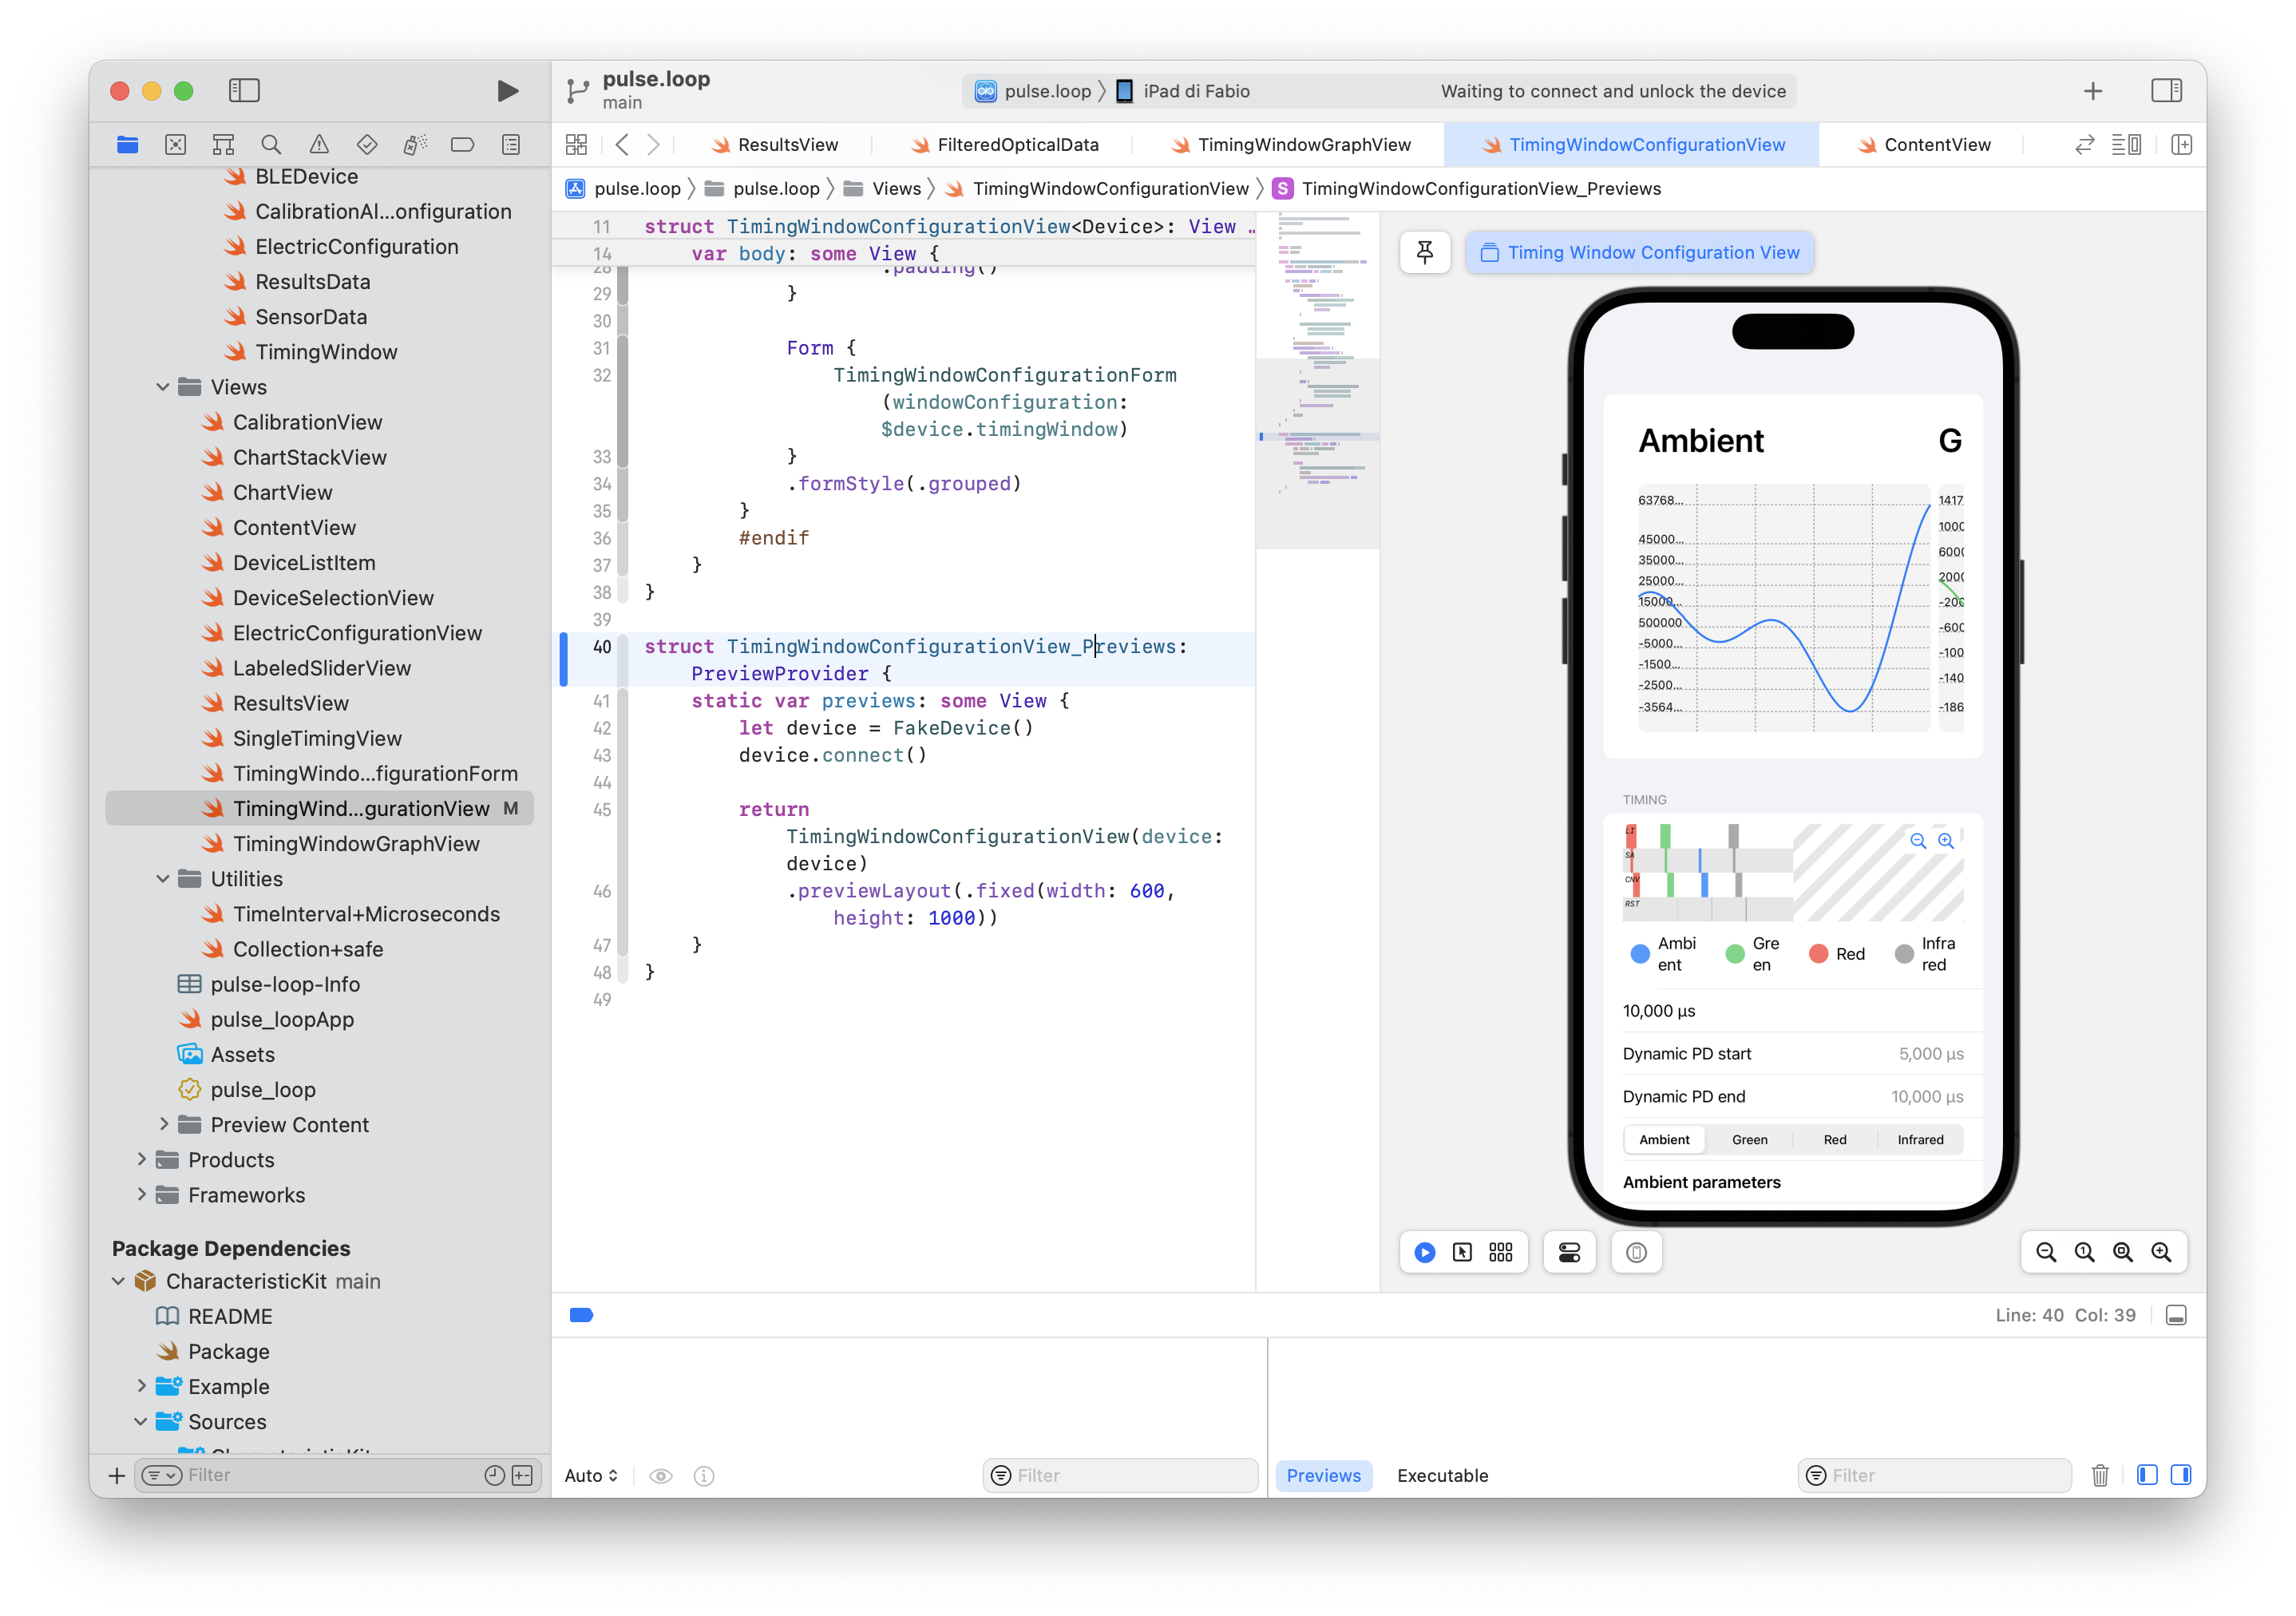 pulse.loop
main
pulse.loop
iPad di Fabio
Waiting to connect and unlock the device
ResultsView
FilteredOpticalData
TimingWindowGraphView
TimingWindowConfigurationView
ContentView
pulse.loop
pulse.loop
Views
TimingWindowConfigurationView
S
TimingWindowConfigurationView_Previews
BLEDevice
CalibrationAl...onfiguration
ElectricConfiguration
ResultsData
SensorData
TimingWindow
Views
CalibrationView
ChartStackView
ChartView
ContentView
DeviceListItem
DeviceSelectionView
ElectricConfigurationView
LabeledSliderView
ResultsView
SingleTimingView
TimingWindo...figurationForm
TimingWind...gurationView M
TimingWindowGraphView
Utilities
TimeInterval+Microseconds
Collection+safe
pulse-loop-Info
pulse_loopApp
Assets
pulse_loop
Preview Content
Products
Frameworks
Package Dependencies
CharacteristicKit main
README
Package
Example
Sources
Filter
11 struct TimingWindowConfigurationView<Device>: View …
14 var body: some View {
28 .padding()
29 }
30
31 Form {
32 TimingWindowConfigurationForm
(windowConfiguration:
$device.timingWindow)
33 }
34 .formStyle(.grouped)
35 }
36 #endif
37 }
38 }
39
40 struct TimingWindowConfigurationView_Previews:
PreviewProvider {
41 static var previews: some View {
42 let device = FakeDevice()
43 device.connect()
44
45 return
TimingWindowConfigurationView(device:
device)
46 .previewLayout(.fixed(width: 600,
height: 1000))
47 }
48 }
49
Timing Window Configuration View
Ambient
G
63768...
45000...
35000...
25000...
15000...
500000
-5000...
-1500...
-2500...
-3564...
1417
-140
-186
TIMING
LI
SA
CNV
RST
Ambi
ent
Gre
en
Red
Infra
red
10,000 µs
Dynamic PD start 5,000 µs
Dynamic PD end 10,000 µs
Ambient Green Red Infrared
Ambient parameters
Line: 40 Col: 39
Auto
Filter
Previews
Executable
Filter